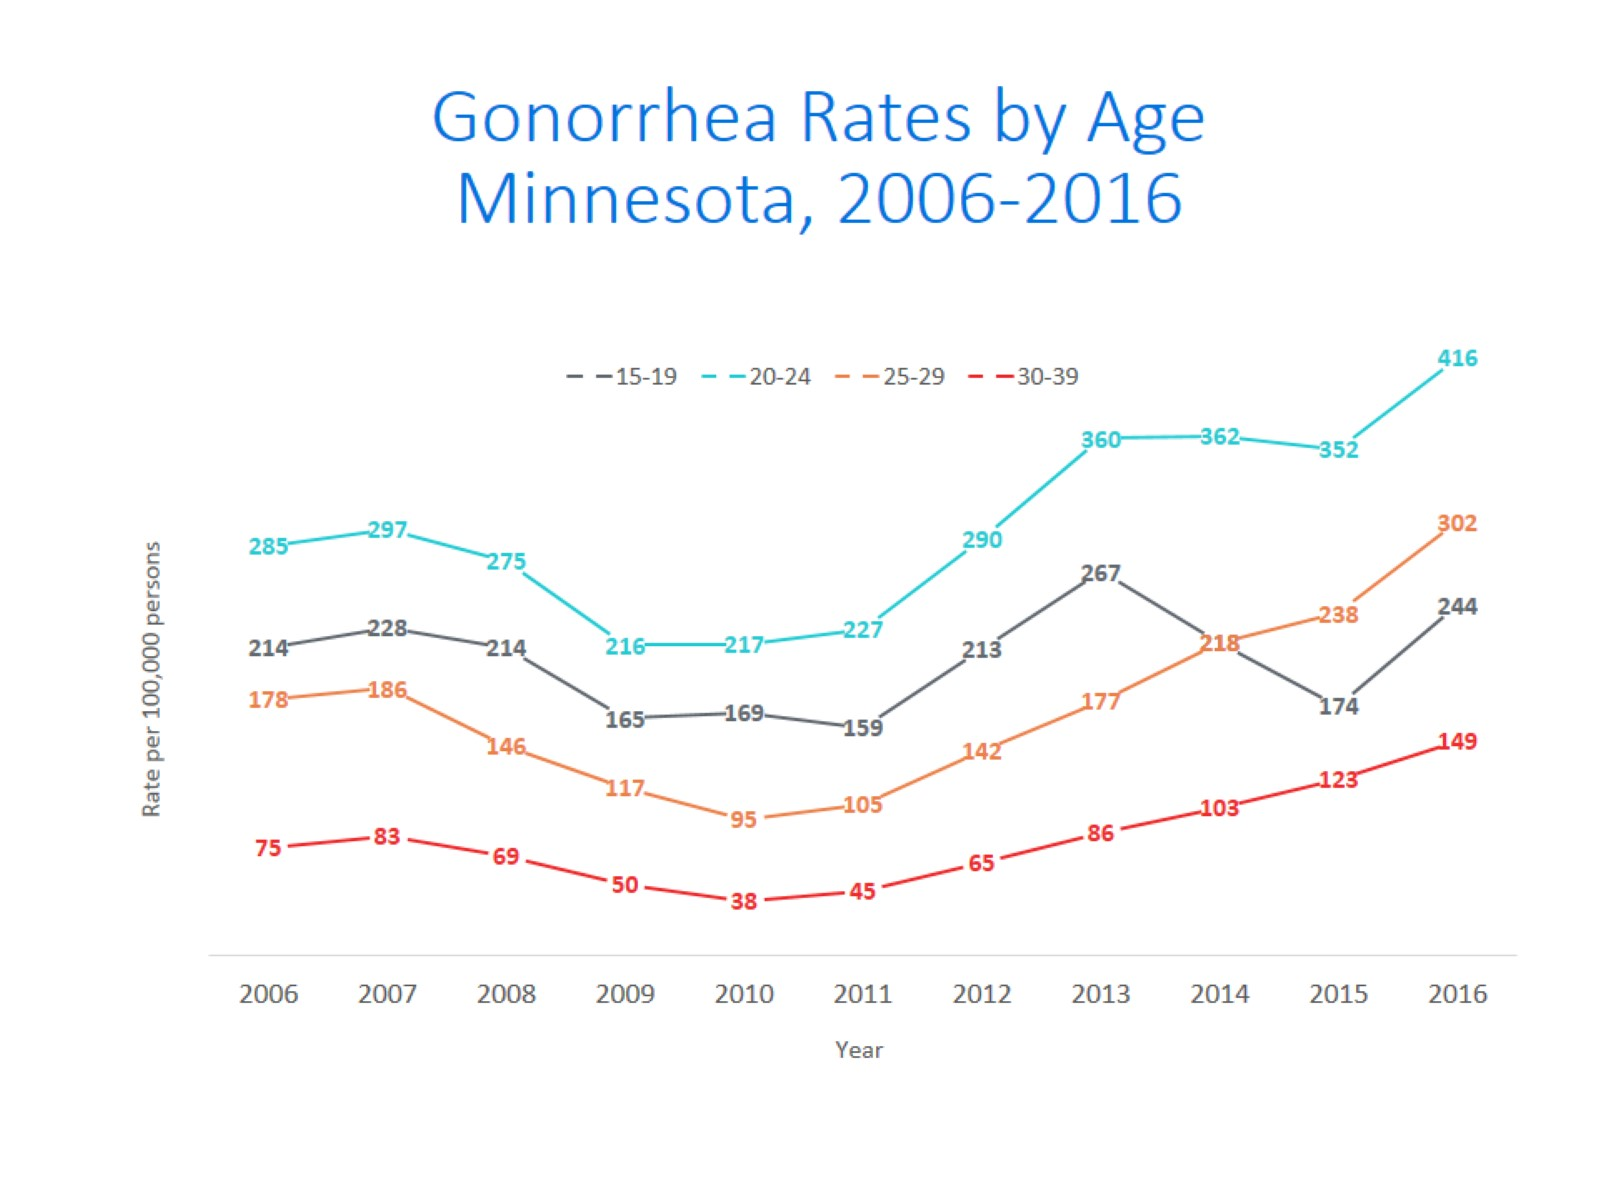 Gonorrhea Rates by Age
Minnesota, 2006-2016
15-19 20-24 25-29 30-39
Rate per 100,000 persons
285 297 275 216 217 227 290 360 362 352 416
214 228 214 165 169 159 213 267 218 174 244
178 186 146 117 95 105 142 177 218 238 302
75 83 69 50 38 45 65 86 103 123 149
2006 2007 2008 2009 2010 2011 2012 2013 2014 2015 2016
Year